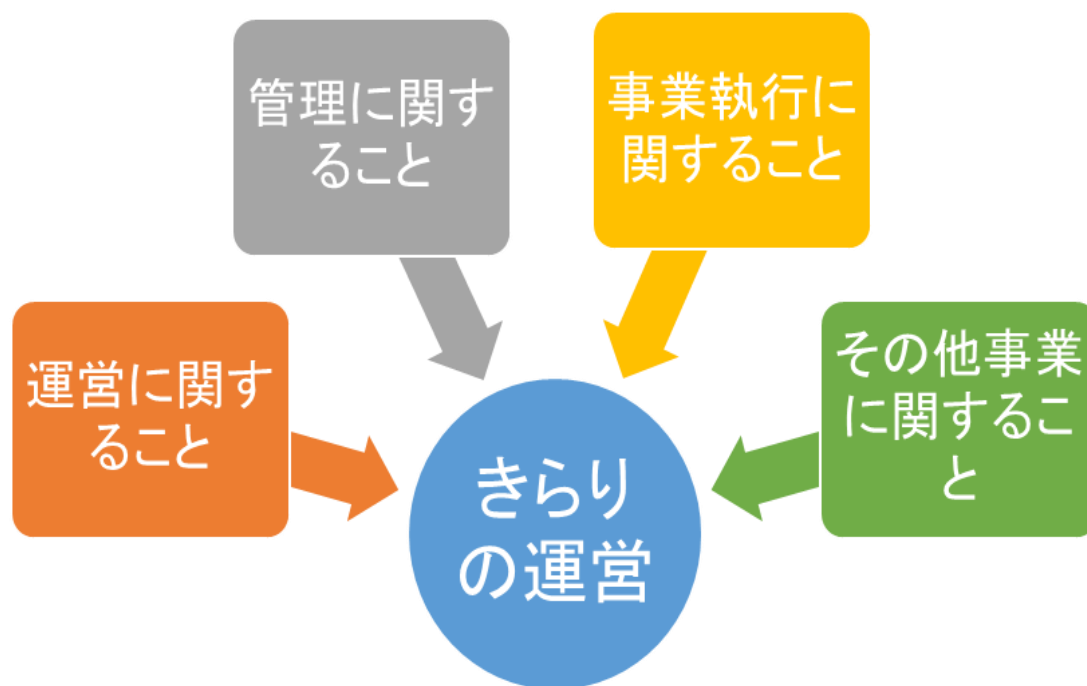 管理に関す
ること
事業執行に
関すること
運営に関す
ること
その他事業
に関するこ
と
きらり
の運営